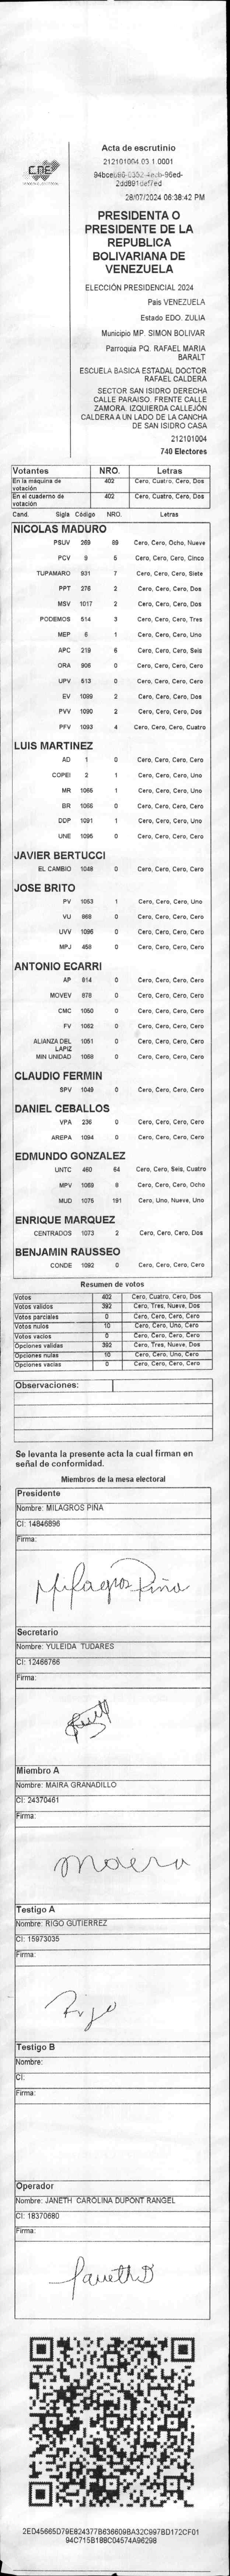 CNE
Acta de escrutinio
212101004.03.1.0001
2dd891def7ed
28/07/2024 06:38:42 PM
PRESIDENTA O
PRESIDENTE DE LA
REPUBLICA
BOLIVARIANA DE
VENEZUELA
ELECCIÓN PRESIDENCIAL 2024
País VENEZUELA
Estado EDO. ZULIA
Municipio MP. SIMON BOLIVAR
Parroquia PQ. RAFAEL MARIA
BARALT
ESCUELA BASICA ESTADAL DOCTOR
RAFAEL CALDERA
SECTOR SAN ISIDRO DERECHA
CALLE PARAISO. FRENTE CALLE
ZAMORA. IZQUIERDA CALLEJÓN
CALDERA A UN LADO DE LA CANCHA
DE SAN ISIDRO CASA
212101004
740 Electores
Votantes NRO. Letras
En la máquina de votación 402 Cero, Cuatro, Cero, Dos
En el cuaderno de votación 402 Cero, Cuatro, Cero, Dos
Cand. Sigla Código NRO. Letras
NICOLAS MADURO
PSUV 269 89 Cero, Cero, Ocho, Nueve
PCV 9 5 Cero, Cero, Cero, Cinco
TUPAMARO 931 7 Cero, Cero, Cero, Siete
PPT 276 2 Cero, Cero, Cero, Dos
MSV 1017 2 Cero, Cero, Cero, Dos
PODEMOS 514 3 Cero, Cero, Cero, Tres
MEP 6 1 Cero, Cero, Cero, Uno
APC 219 6 Cero, Cero, Cero, Seis
ORA 906 0 Cero, Cero, Cero, Cero
UPV 613 0 Cero, Cero, Cero, Cero
EV 1099 2 Cero, Cero, Cero, Dos
PVV 1090 2 Cero, Cero, Cero, Dos
PFV 1093 4 Cero, Cero, Cero, Cuatro
LUIS MARTINEZ
AD 1 0 Cero, Cero, Cero, Cero
COPEI 2 1 Cero, Cero, Cero, Uno
MR 1066 1 Cero, Cero, Cero, Uno
BR 0 Cero, Cero, Cero, Cero
DDP 1091 1 Cero, Cero, Cero, Uno
UNE 1095 0 Cero, Cero, Cero, Cero
JAVIER BERTUCCI
EL CAMBIO 1048 0 Cero, Cero, Cero, Cero
JOSE BRITO
PV 1053 1 Cero, Cero, Cero, Uno
VU 868 0 Cero, Cero, Cero, Cero
UVV 1096 0 Cero, Cero, Cero, Cero
MPJ 458 0 Cero, Cero, Cero, Cero
ANTONIO ECARRI
AP 914 0 Cero, Cero, Cero, Cero
MOVEV 878 0 Cero, Cero, Cero, Cero
CMC 1050 0 Cero, Cero, Cero, Cero
FV 1062 0 Cero, Cero, Cero, Cero
ALIANZA DEL 1051 0 Cero, Cero, Cero, Cero
LAPIZ
MIN UNIDAD 1058 0 Cero, Cero, Cero, Cero
CLAUDIO FERMIN
SPV 1049 0 Cero, Cero, Cero, Cero
DANIEL CEBALLOS
VPA 236 0 Cero, Cero, Cero, Cero
AREPA 1094 0 Cero, Cero, Cero, Cero
EDMUNDO GONZALEZ
UNTC 460 64 Cero, Cero, Seis, Cuatro
MPV 1069 8 Cero, Cero, Cero, Ocho
MUD 1075 191 Cero, Uno, Nueve, Uno
ENRIQUE MARQUEZ
CENTRADOS 1073 2 Cero, Cero, Cero, Dos
BENJAMIN RAUSSEO
CONDE 1092 0 Cero, Cero, Cero, Cero
Resumen de votos
Votos 402 Cero, Cuatro, Cero, Dos
Votos validos 392 Cero, Tres, Nueve, Dos
Votos parciales 0 Cero, Cero, Cero, Cero
Votos nulos 10 Cero, Cero, Uno, Cero
Votos vacios 0 Cero, Cero, Cero, Cero
Opciones validas 392 Cero, Tres, Nueve, Dos
Opciones nulas 10 Cero, Cero, Uno, Cero
Opciones vacias 0 Cero, Cero, Cero, Cero
Observaciones:
Se levanta la presente acta la cual firman en
señal de conformidad.
Miembros de la mesa electoral
Presidente
Nombre: MILAGROS PIÑA
CI: 14846896
Firma:
Milagros Piña
Secretario
Nombre: YULEIDA TUDARES
CI: 12466766
Firma:
Miembro A
Nombre: MAIRA GRANADILLO
CI: 24370461
Firma:
Maira
Testigo A
Nombre: RIGO GUTIERREZ
CI: 15973035
Firma:
Rigo
Testigo B
Nombre:
CI:
Firma:
Operador
Nombre: JANETH CAROLINA DUPONT RANGEL
CI: 18370680
Firma:
Janeth D
2ED45665D79E824377B636609BA32C997BD172CF01
94C715B188C04574A96298